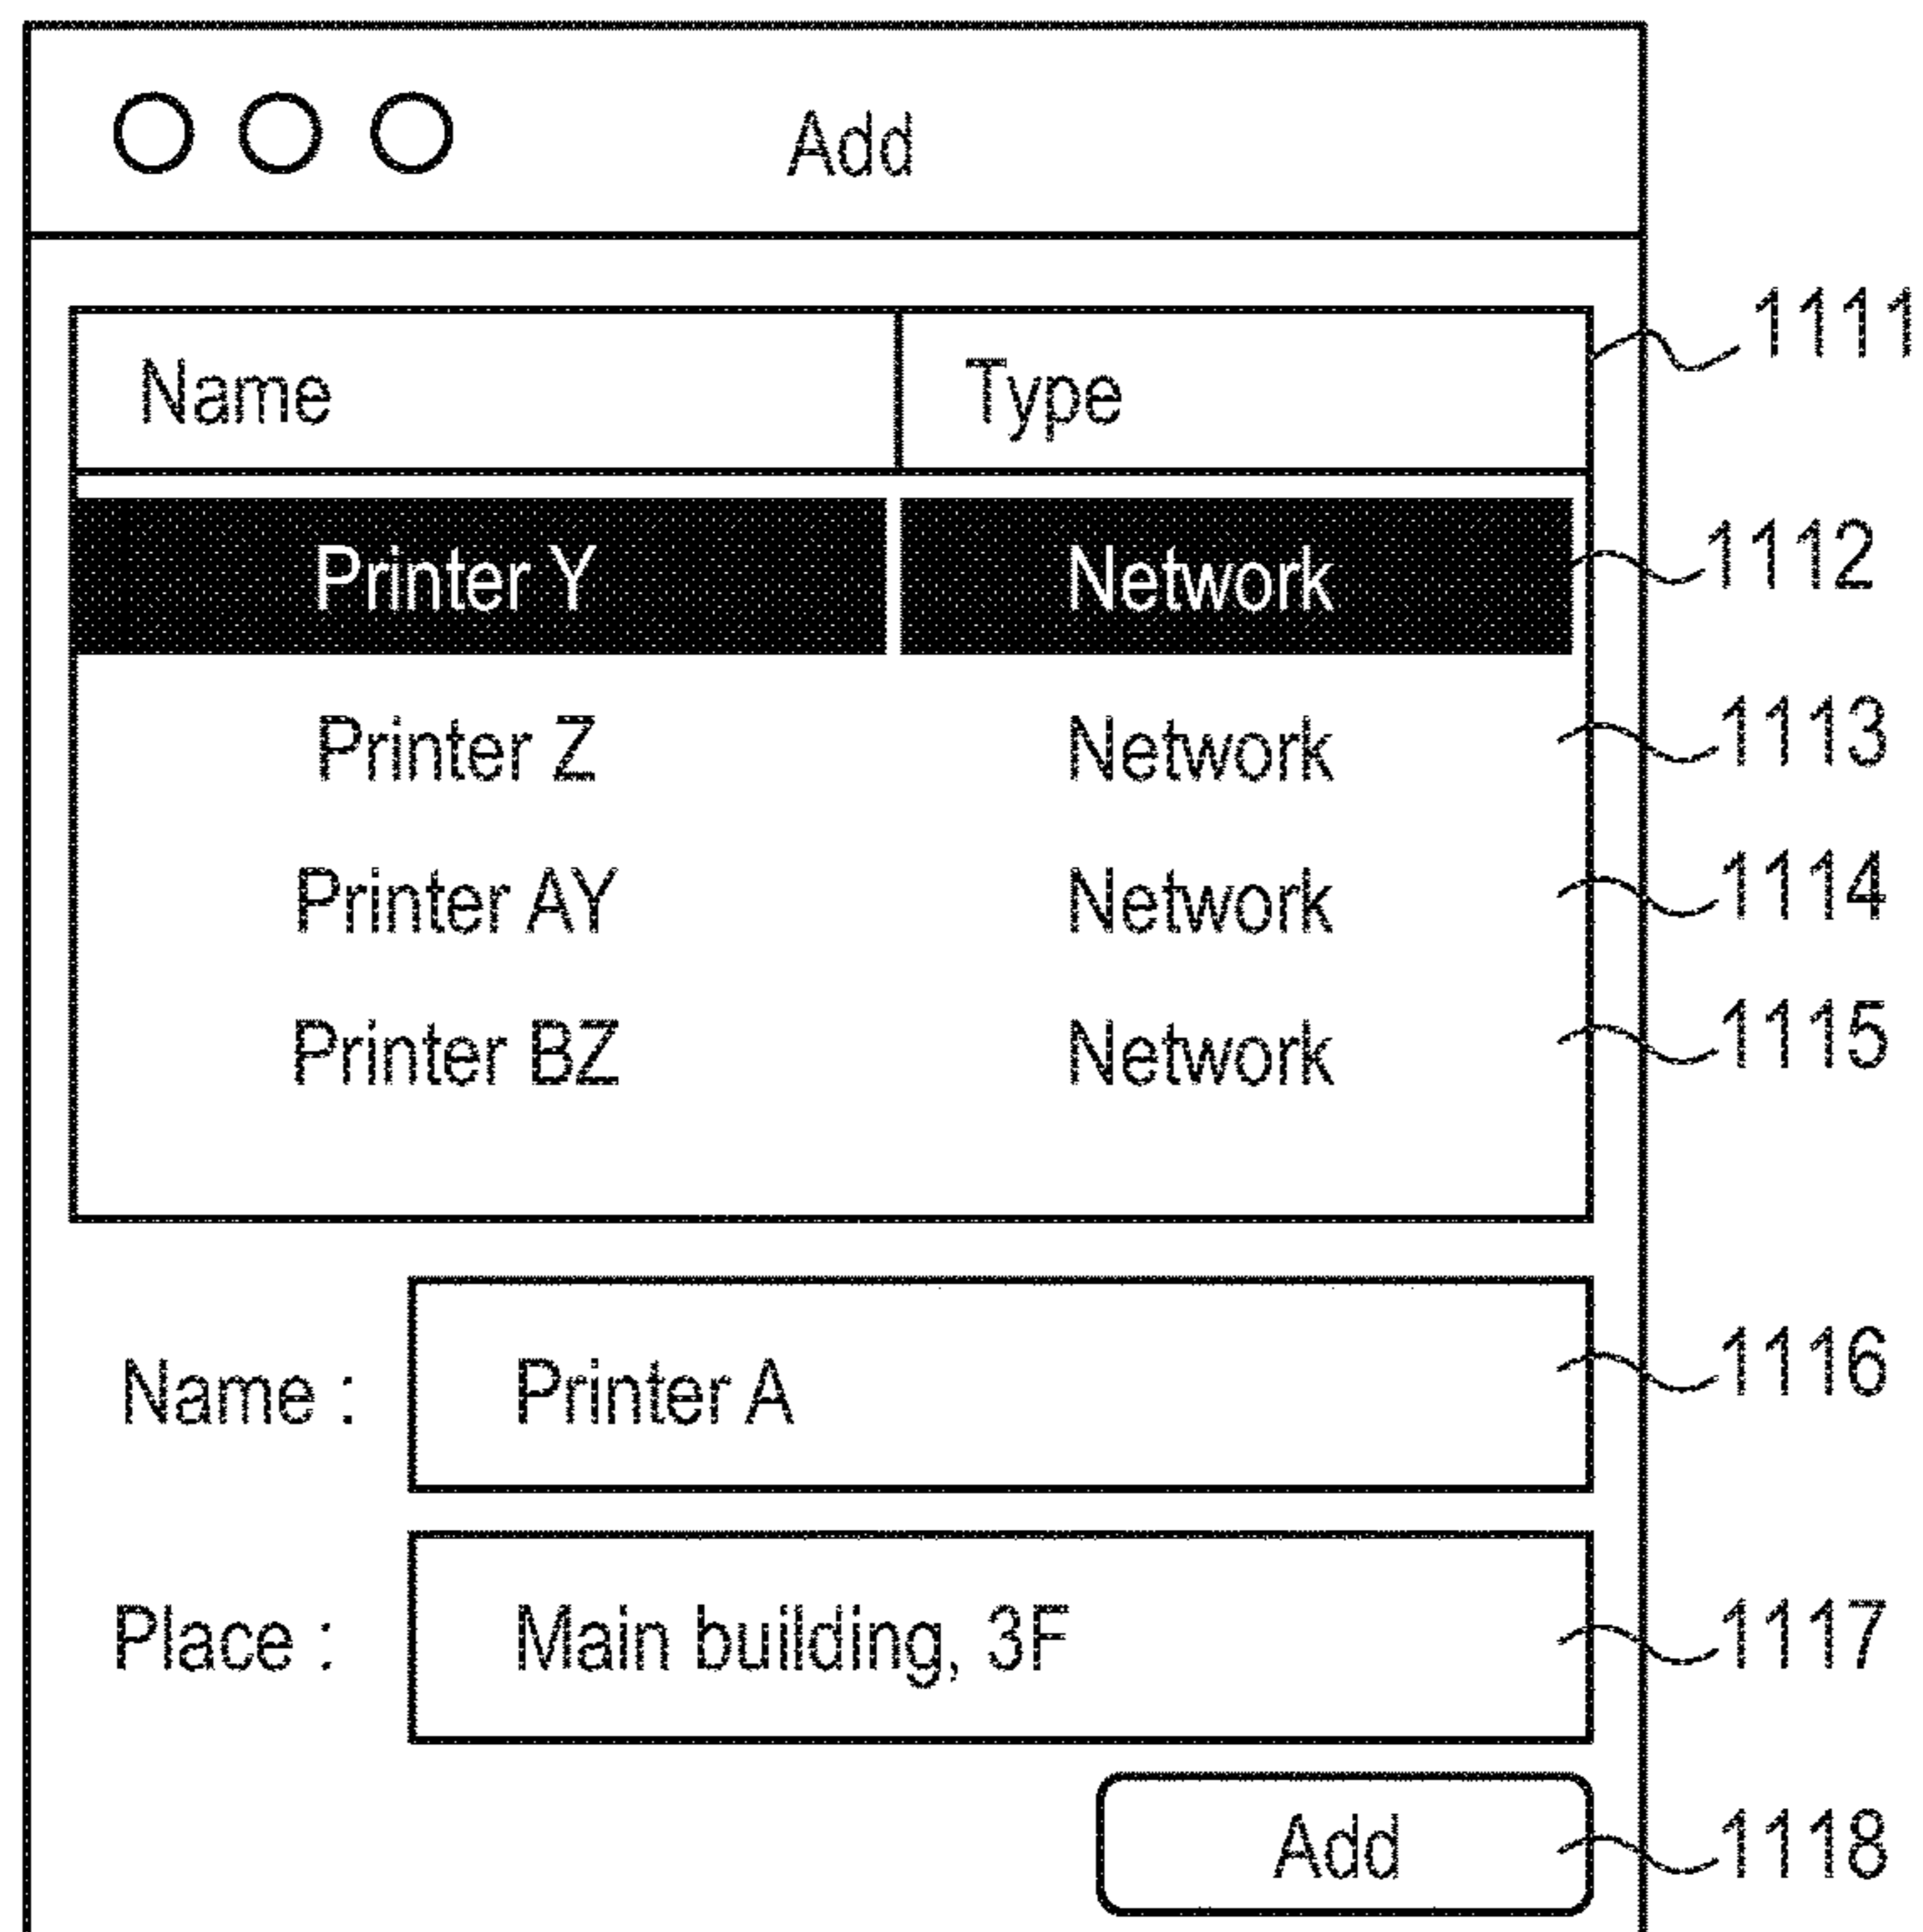 Add
Name Type 1111
Printer Y Network 1112
Printer Z Network 1113
Printer AY Network 1114
Printer BZ Network 1115
Name : Printer A 1116
Place : Main building, 3F 1117
Add 1118